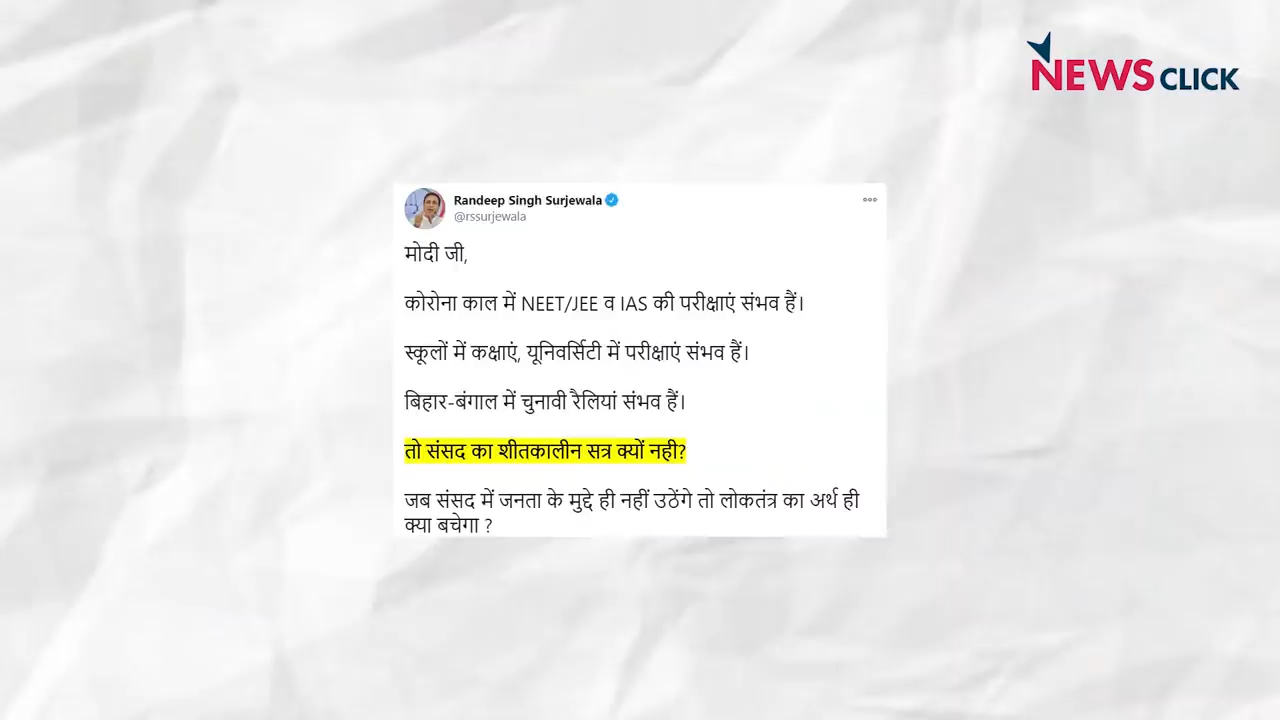 NEWS CLICK
Randeep Singh Surjewala
@rssurjewala
मोदी जी,
कोरोना काल में NEET/JEE व IAS की परीक्षाएं संभव हैं।
स्कूलों में कक्षाएं, यूनिवर्सिटी में परीक्षाएं संभव हैं।
बिहार-बंगाल में चुनावी रैलियां संभव हैं।
तो संसद का शीतकालीन सत्र क्यों नही?
जब संसद में जनता के मुद्दे ही नहीं उठेंगे तो लोकतंत्र का अर्थ ही
क्या बचेगा ?